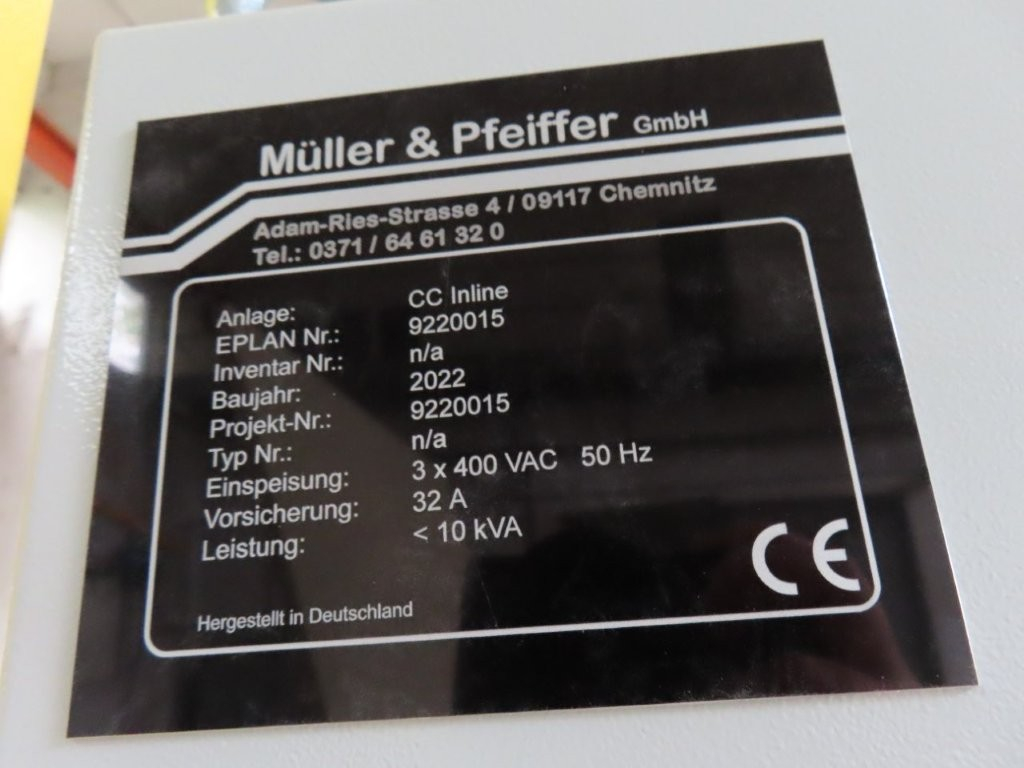 Müller & Pfeiffer GmbH
Adam-Ries-Strasse 4 / 09117 Chemnitz
Tel.: 0371 / 64 61 32 0
Anlage: CC Inline
EPLAN Nr.: 9220015
Inventar Nr.: n/a
Baujahr: 2022
Projekt-Nr.: 9220015
Typ Nr.: n/a
Einspeisung: 3 x 400 VAC 50 Hz
Vorsicherung: 32 A
Leistung: < 10 kVA
CE
Hergestellt in Deutschland